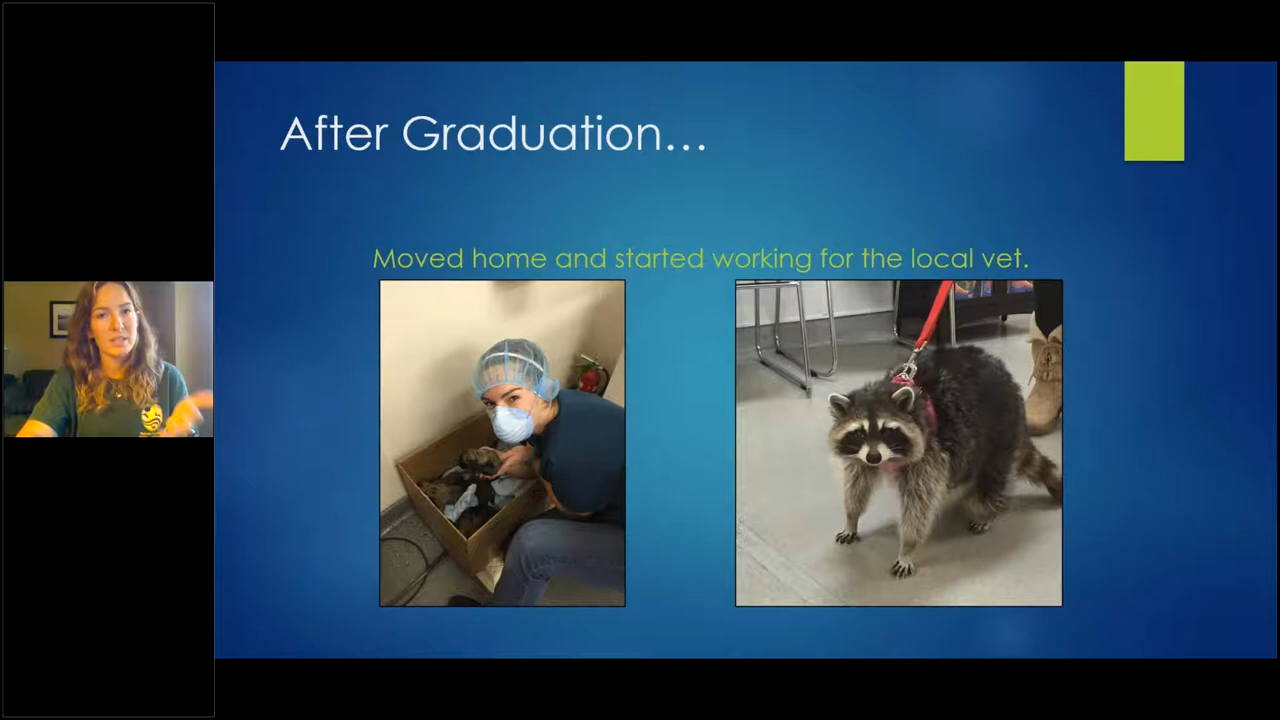 After Graduation...
Moved home and started working for the local vet.